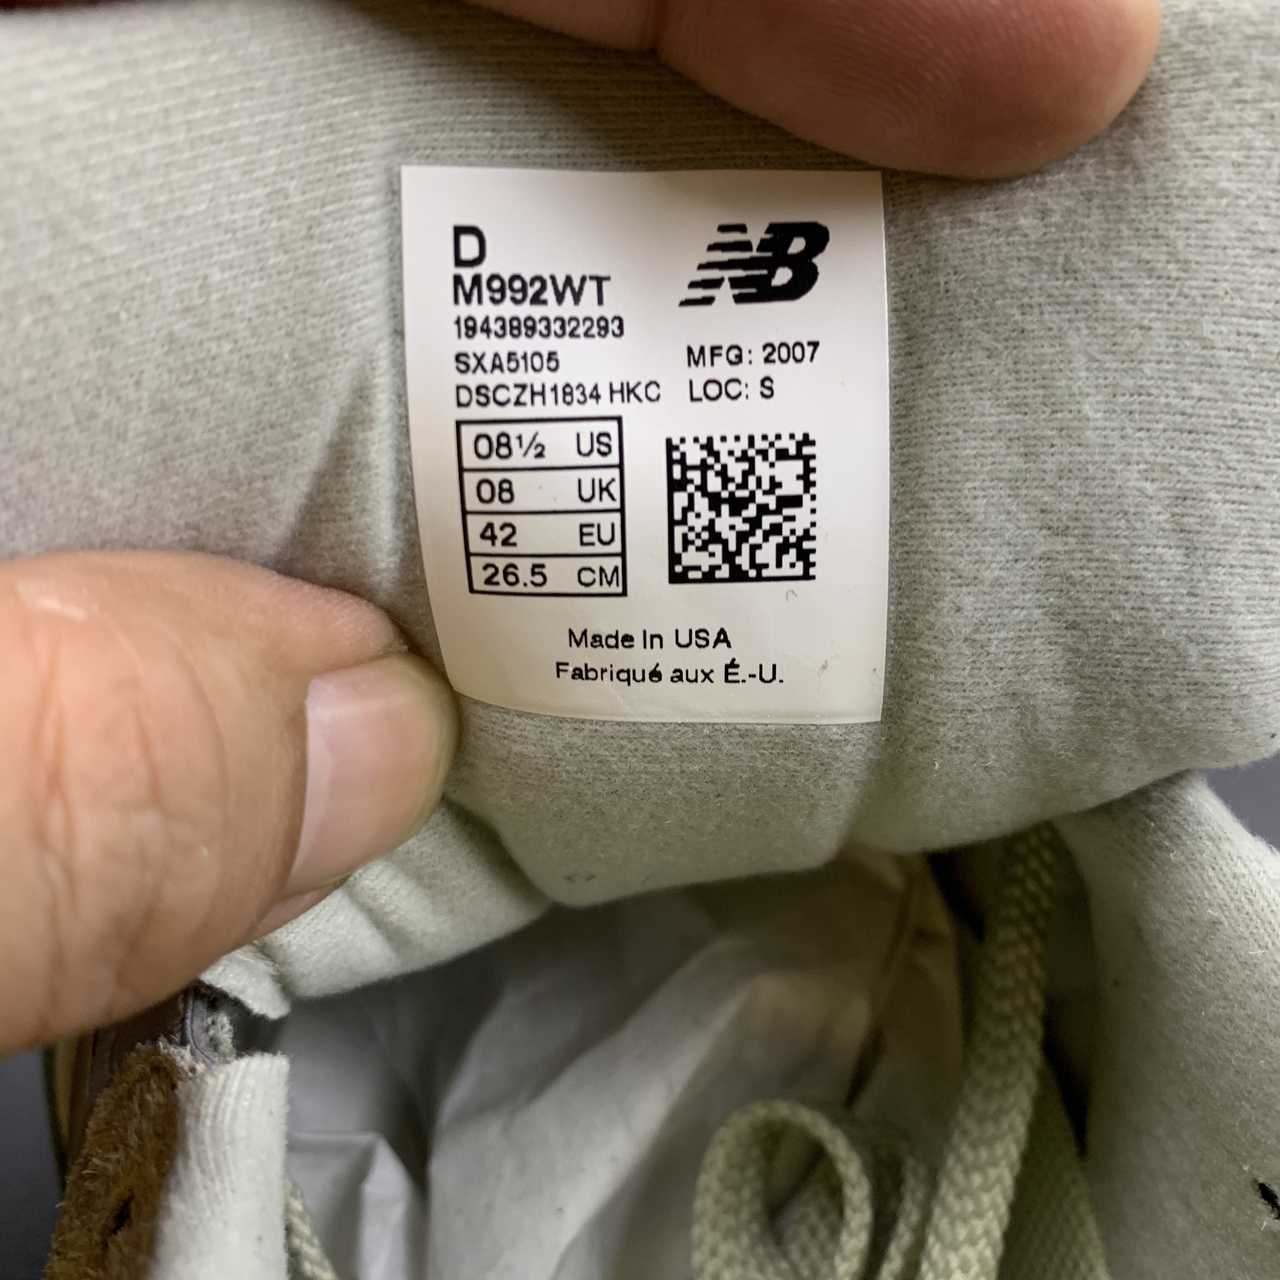 D
M992WT
NB
194389332293
SXA5105
MFG: 2007
DSCZH1834 HKC
LOC: S
08½ US
08 UK
42 EU
26.5 CM
Made In USA
Fabriqué aux É.-U.